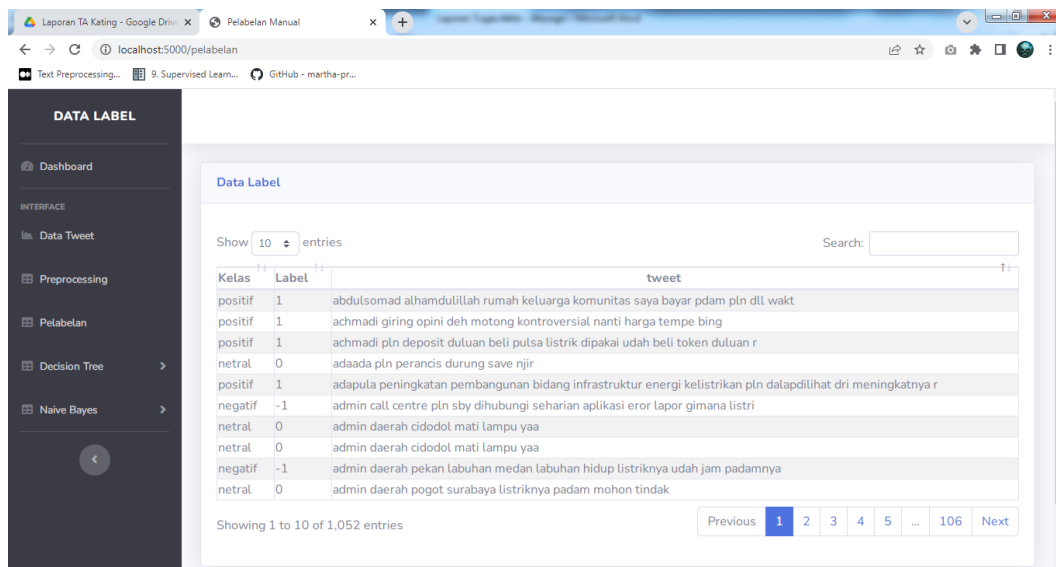 Laporan TA Kating - Google Driv
Pelabelan Manual
localhost:5000/pelabelan
Text Preprocessing...
9. Supervised Learn...
GitHub - martha-pr...
DATA LABEL
Dashboard
INTERFACE
Data Tweet
Preprocessing
Pelabelan
Decision Tree
Naive Bayes
Data Label
Show 10 entries
Search:
Kelas Label tweet
positif 1 abdulsomad alhamdulillah rumah keluarga komunitas saya bayar pdam pln dll wakt
positif 1 achmadi giring opini deh motong kontroversial nanti harga tempe bing
positif 1 achmadi pln deposit duluan beli pulsa listrik dipakai udah beli token duluan r
netral 0 adaada pln perancis durung save njir
positif 1 adapula peningkatan pembangunan bidang infrastruktur energi kelistrikan pln dalapdilihat dri meningkatnya r
negatif -1 admin call centre pln sby dihubungi seharian aplikasi eror lapor gimana listri
netral 0 admin daerah cidodol mati lampu yaa
netral 0 admin daerah cidodol mati lampu yaa
negatif -1 admin daerah pekan labuhan medan labuhan hidup listriknya udah jam padamnya
netral 0 admin daerah pogot surabaya listriknya padam mohon tindak
Showing 1 to 10 of 1,052 entries
Previous 1 2 3 4 5 ... 106 Next